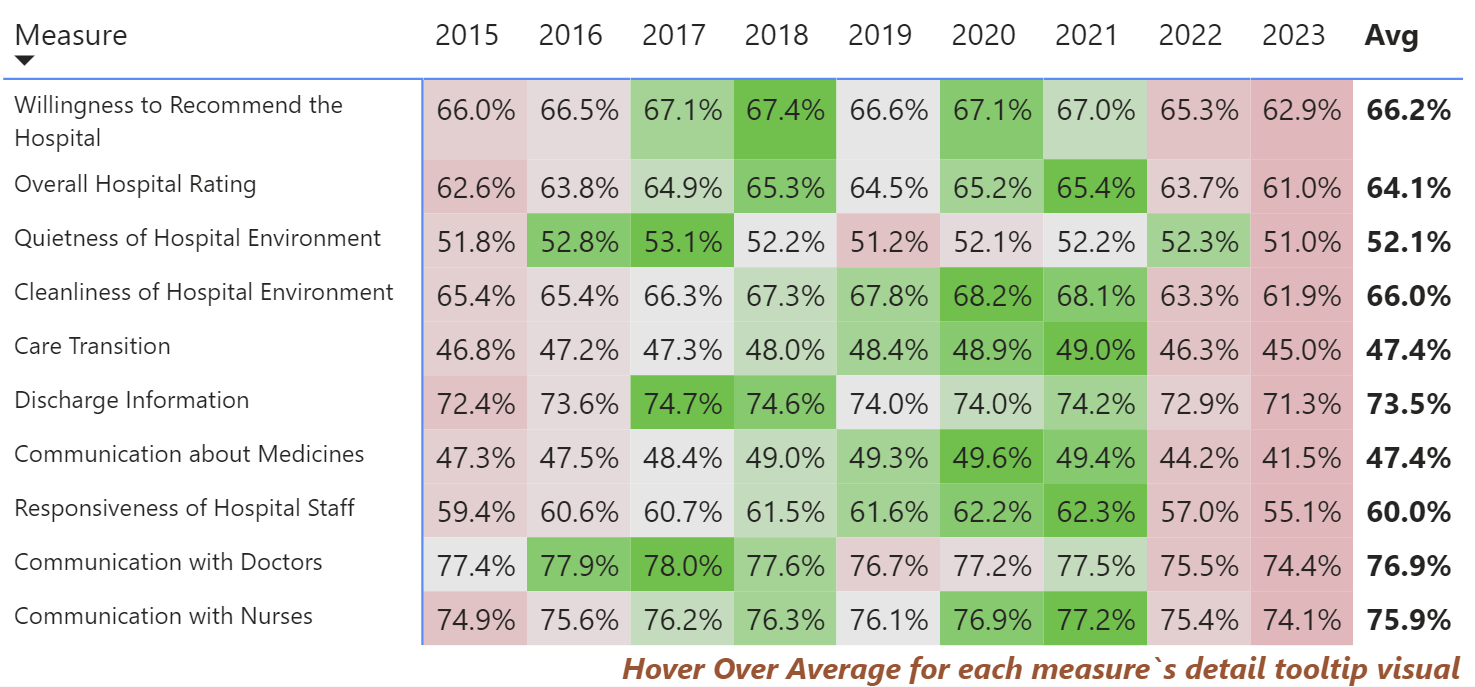 Measure 2015 2016 2017 2018 2019 2020 2021 2022 2023 Avg
Willingness to Recommend the
Hospital 66.0% 66.5% 67.1% 67.4% 66.6% 67.1% 67.0% 65.3% 62.9% 66.2%
Overall Hospital Rating 62.6% 63.8% 64.9% 65.3% 64.5% 65.2% 65.4% 63.7% 61.0% 64.1%
Quietness of Hospital Environment 51.8% 52.8% 53.1% 52.2% 51.2% 52.1% 52.2% 52.3% 51.0% 52.1%
Cleanliness of Hospital Environment 65.4% 65.4% 66.3% 67.3% 67.8% 68.2% 68.1% 63.3% 61.9% 66.0%
Care Transition 46.8% 47.2% 47.3% 48.0% 48.4% 48.9% 49.0% 46.3% 45.0% 47.4%
Discharge Information 72.4% 73.6% 74.7% 74.6% 74.0% 74.0% 74.2% 72.9% 71.3% 73.5%
Communication about Medicines 47.3% 47.5% 48.4% 49.0% 49.3% 49.6% 49.4% 44.2% 41.5% 47.4%
Responsiveness of Hospital Staff 59.4% 60.6% 60.7% 61.5% 61.6% 62.2% 62.3% 57.0% 55.1% 60.0%
Communication with Doctors 77.4% 77.9% 78.0% 77.6% 76.7% 77.2% 77.5% 75.5% 74.4% 76.9%
Communication with Nurses 74.9% 75.6% 76.2% 76.3% 76.1% 76.9% 77.2% 75.4% 74.1% 75.9%
Hover Over Average for each measure`s detail tooltip visual